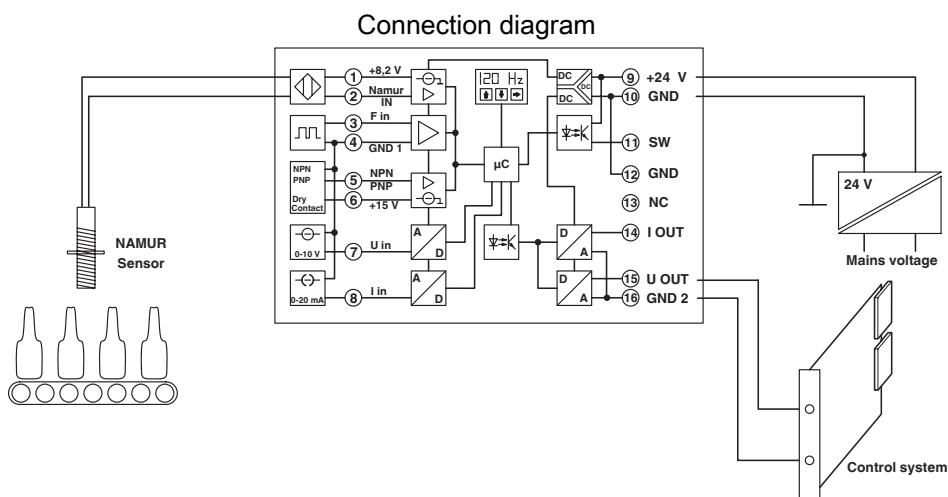 Connection diagram
1 +8,2 V
2 Namur
IN
3 F in
4 GND 1
5 NPN
PNP
6 +15 V
7 U in
8 I in
NPN
PNP
Dry
Contact
0-10 V
0-20 mA
120 Hz
µC
DC
DC
DC
A
D
A
D
D
A
D
A
9 +24 V
10 GND
11 SW
12 GND
13 NC
14 I OUT
15 U OUT
16 GND 2
NAMUR
Sensor
24 V
Mains voltage
Control system